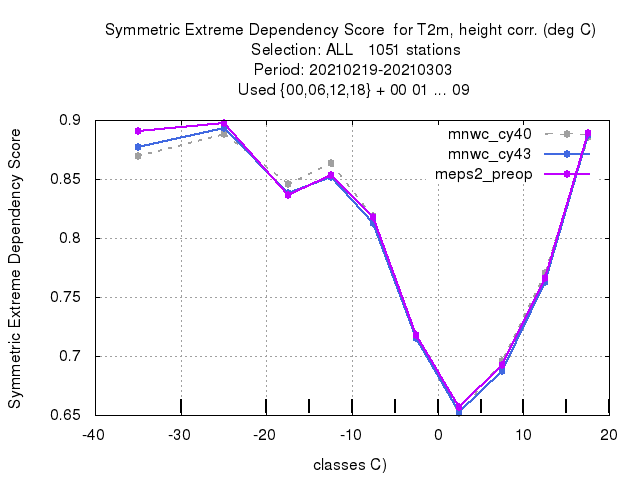 Symmetric Extreme Dependency Score  for T2m, height corr. (deg C)
Selection: ALL   1051 stations
Period: 20210219-20210303
Used {00,06,12,18} + 00 01 ... 09
Symmetric Extreme Dependency Score
0.9
0.85
0.8
0.75
0.7
0.65
mnwc_cy40
mnwc_cy43
meps2_preop
-40 -30 -20 -10 0 10 20
classes C)